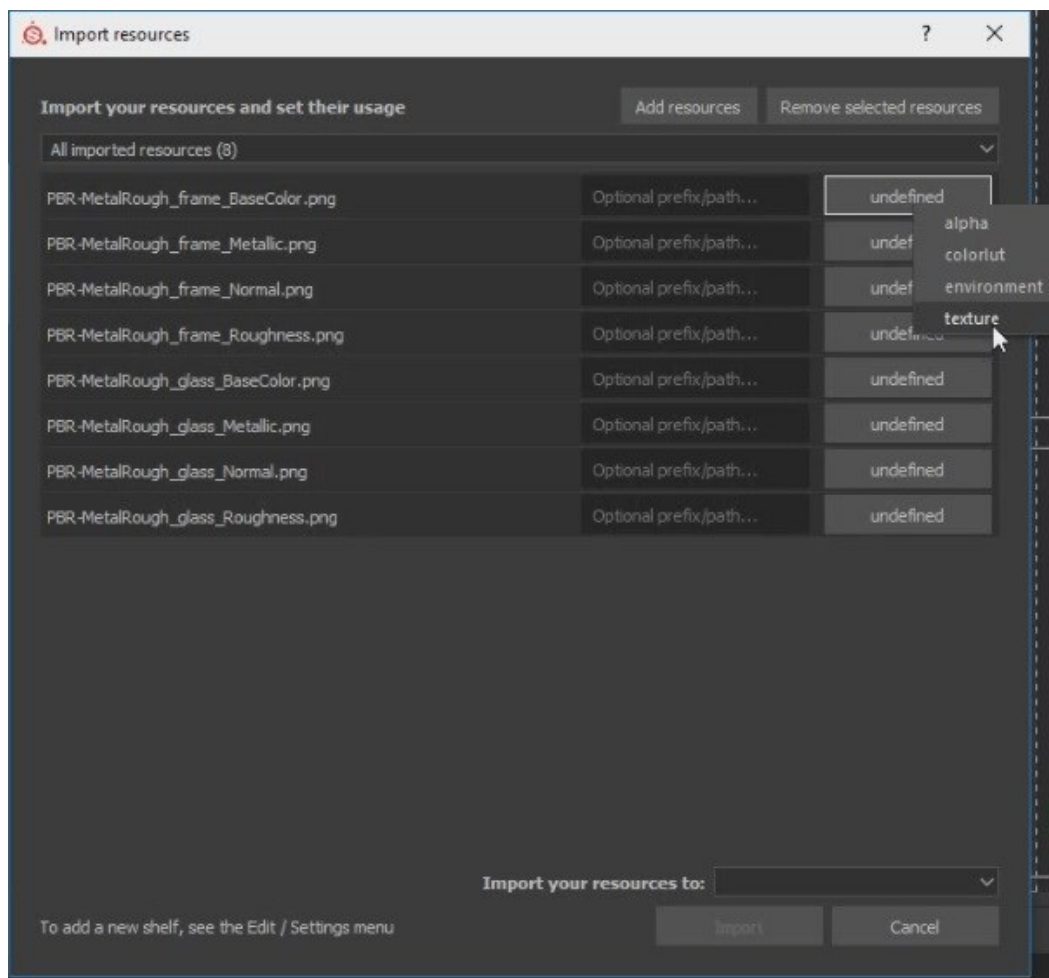 Import resources
?
Import your resources and set their usage
Add resources
Remove selected resources
All imported resources (8)
PBR-MetalRough_frame_BaseColor.png
Optional prefix/path...
undefined
PBR-MetalRough_frame_Metallic.png
Optional prefix/path...
undef
PBR-MetalRough_frame_Normal.png
Optional prefix/path...
undef
PBR-MetalRough_frame_Roughness.png
Optional prefix/path...
undefined
alpha
colorlut
environment
texture
PBR-MetalRough_glass_BaseColor.png
Optional prefix/path...
undefined
PBR-MetalRough_glass_Metallic.png
Optional prefix/path...
undefined
PBR-MetalRough_glass_Normal.png
Optional prefix/path...
undefined
PBR-MetalRough_glass_Roughness.png
Optional prefix/path...
undefined
Import your resources to:
To add a new shelf, see the Edit / Settings menu
Import
Cancel